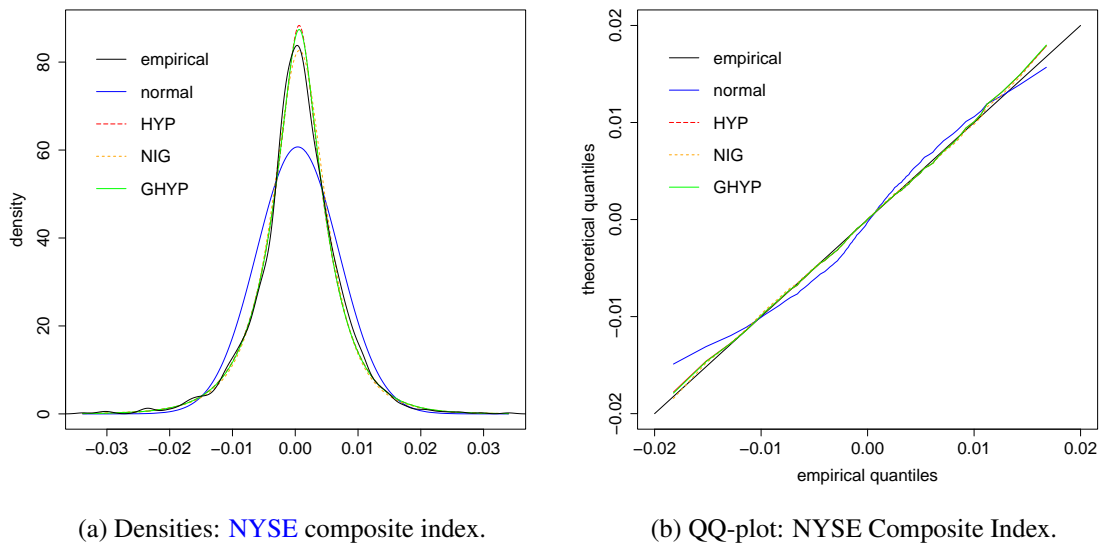 empirical
normal
HYP
NIG
GHYP
density
0 20 40 60 80
−0.03 −0.02 −0.01 0.00 0.01 0.02 0.03
(a) Densities: NYSE composite index.
empirical
normal
HYP
NIG
GHYP
theoretical quantiles
−0.02 −0.01 0.00 0.01 0.02
−0.02 −0.01 0.00 0.01 0.02
empirical quantiles
(b) QQ-plot: NYSE Composite Index.